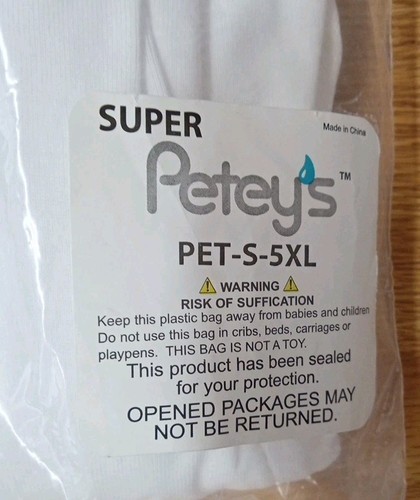 SUPER
Made in China
Petey's ™
PET-S-5XL
⚠ WARNING ⚠
RISK OF SUFFICATION
Keep this plastic bag away from babies and children
Do not use this bag in cribs, beds, carriages or
playpens. THIS BAG IS NOT A TOY.
This product has been sealed
for your protection.
OPENED PACKAGES MAY
NOT BE RETURNED.